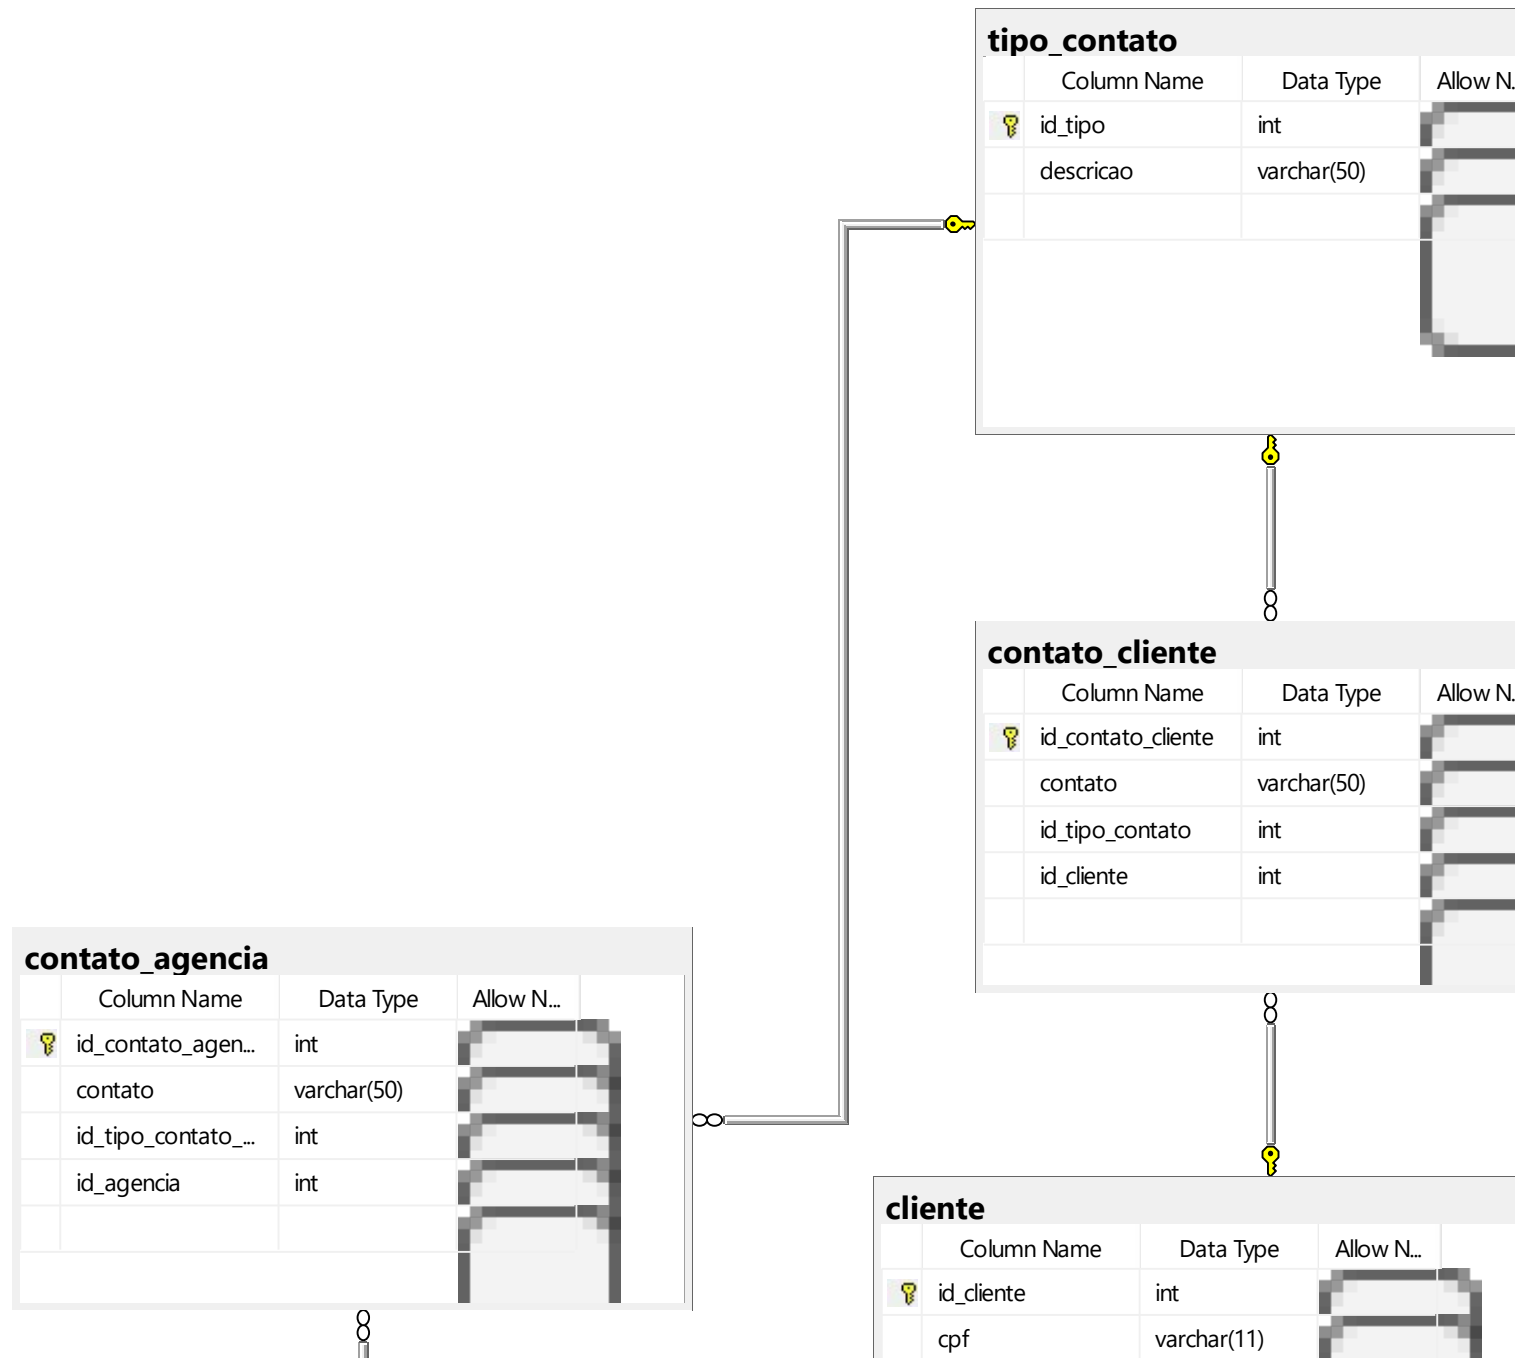 tipo_contato
Column Name Data Type Allow N.
id_tipo int
descricao varchar(50)
contato_cliente
Column Name Data Type Allow N.
id_contato_cliente int
contato varchar(50)
id_tipo_contato int
id_cliente int
contato_agencia
Column Name Data Type Allow N...
id_contato_agen... int
contato varchar(50)
id_tipo_contato_... int
id_agencia int
cliente
Column Name Data Type Allow N...
id_cliente int
cpf varchar(11)